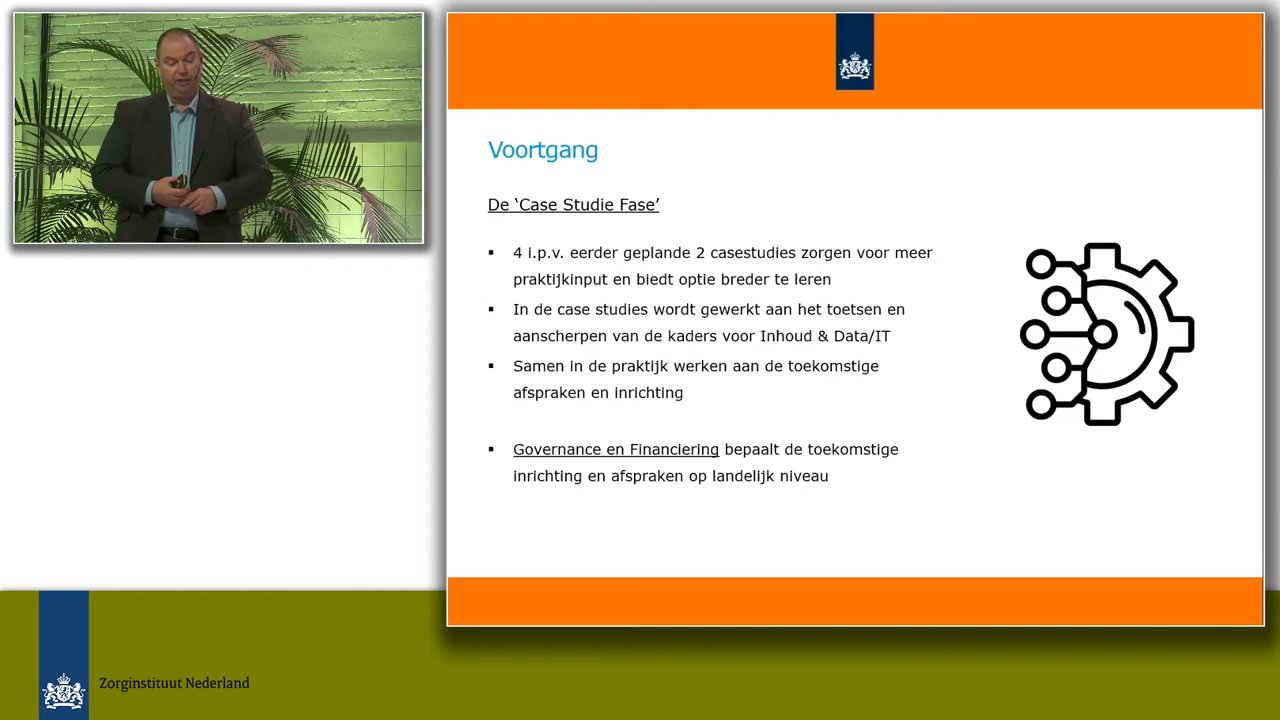 Voortgang
De ‘Case Studie Fase’
▪ 4 i.p.v. eerder geplande 2 casestudies zorgen voor meer
praktijkinput en biedt optie breder te leren
▪ In de case studies wordt gewerkt aan het toetsen en
aanscherpen van de kaders voor Inhoud & Data/IT
▪ Samen in de praktijk werken aan de toekomstige
afspraken en inrichting
▪ Governance en Financiering bepaalt de toekomstige
inrichting en afspraken op landelijk niveau
Zorginstituut Nederland